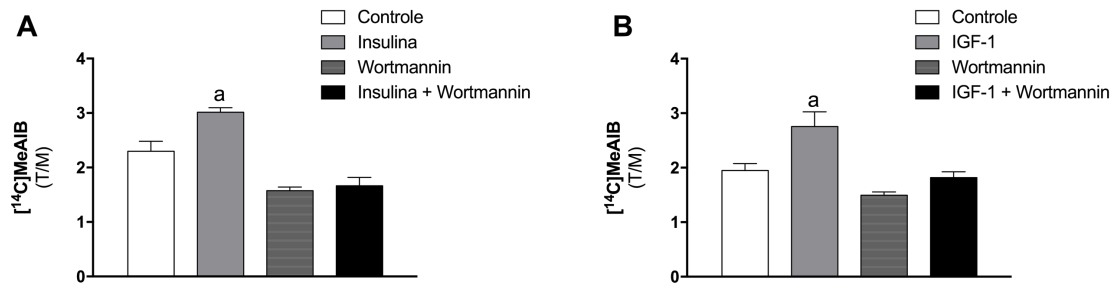 A
Controle
Insulina
Wortmannin
Insulina + Wortmannin
[¹⁴C]MeAIB
(T/M)
4
3
2
1
0
a
B
Controle
IGF-1
Wortmannin
IGF-1 + Wortmannin
[¹⁴C]MeAIB
(T/M)
4
3
2
1
0
a